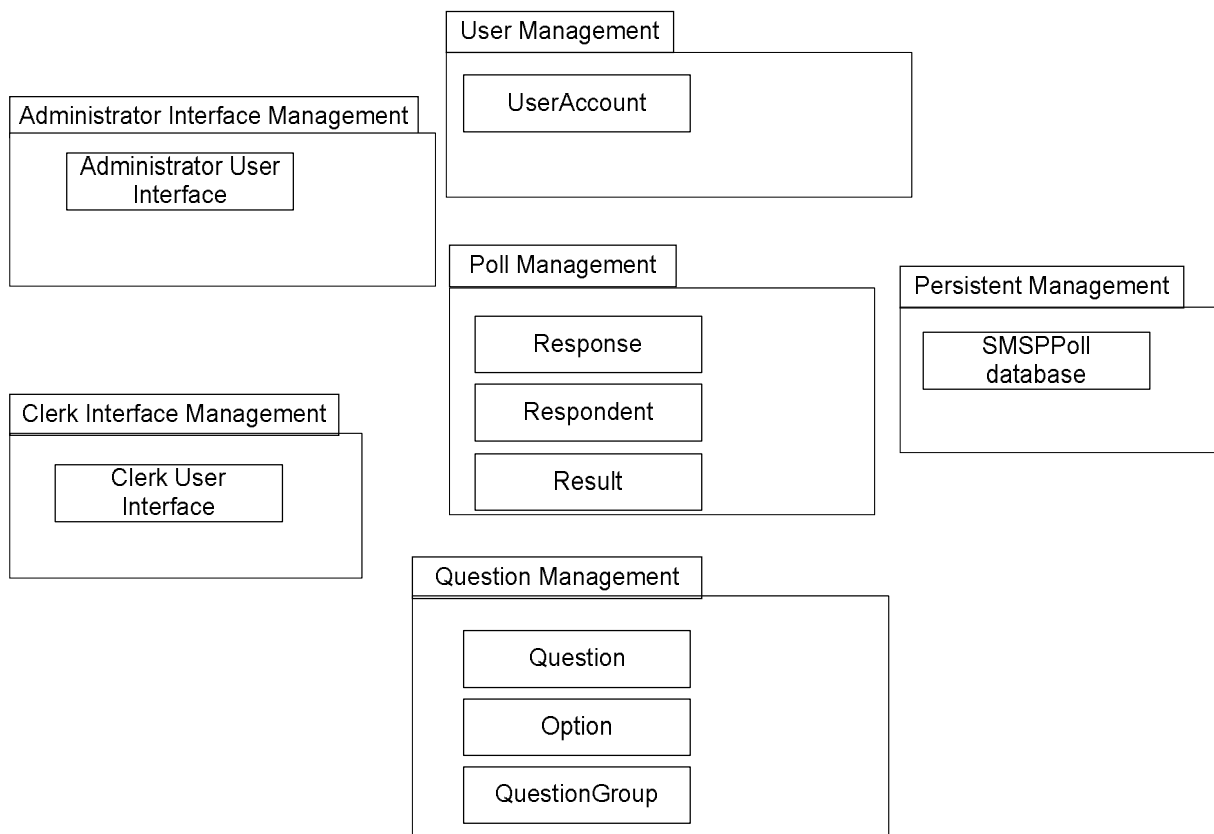 User Management
UserAccount
Administrator Interface Management
Administrator User
Interface
Poll Management
Response
Respondent
Result
Persistent Management
SMSPPoll
database
Clerk Interface Management
Clerk User
Interface
Question Management
Question
Option
QuestionGroup